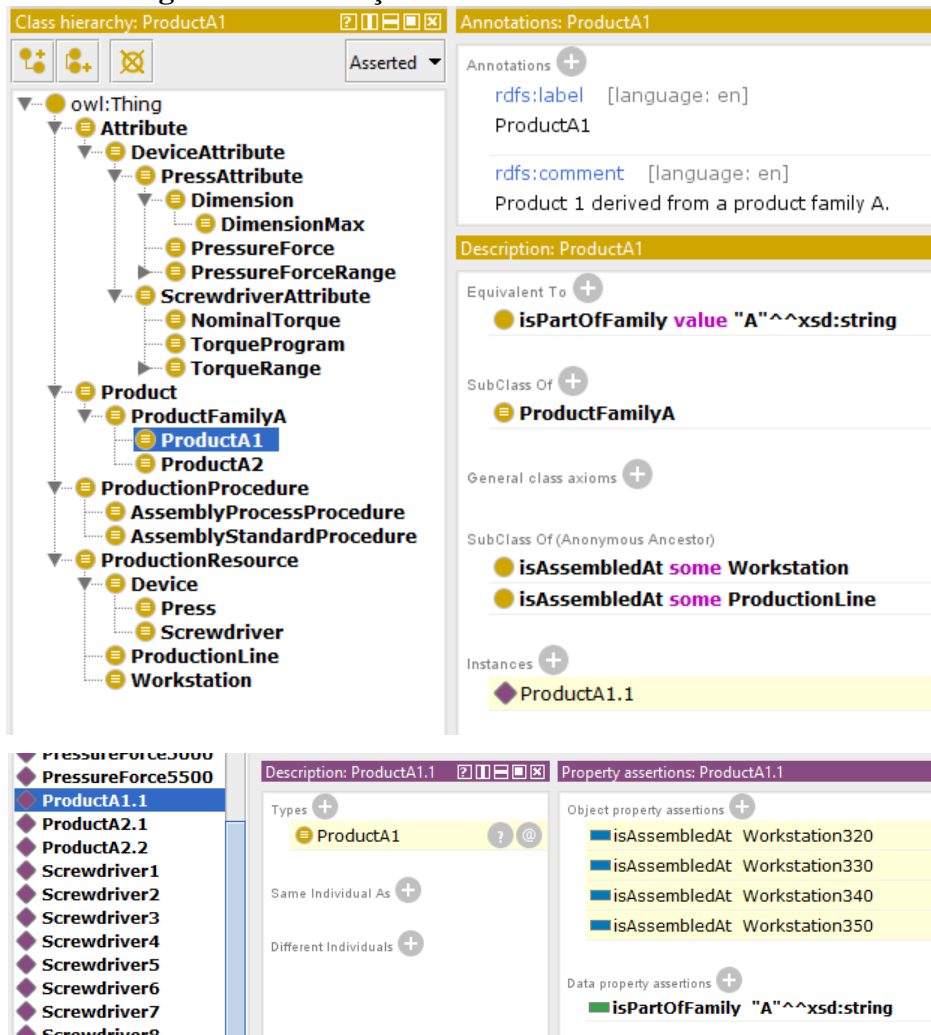 Class hierarchy: ProductA1
Asserted
owl:Thing
Attribute
DeviceAttribute
PressAttribute
Dimension
DimensionMax
PressureForce
PressureForceRange
ScrewdriverAttribute
NominalTorque
TorqueProgram
TorqueRange
Product
ProductFamilyA
ProductA1
ProductA2
ProductionProcedure
AssemblyProcessProcedure
AssemblyStandardProcedure
ProductionResource
Device
Press
Screwdriver
ProductionLine
Workstation
Annotations: ProductA1
Annotations
rdfs:label [language: en]
ProductA1
rdfs:comment [language: en]
Product 1 derived from a product family A.
Description: ProductA1
Equivalent To
isPartOfFamily value "A"^^xsd:string
SubClass Of
ProductFamilyA
General class axioms
SubClass Of (Anonymous Ancestor)
isAssembledAt some Workstation
isAssembledAt some ProductionLine
Instances
ProductA1.1
PressureForce5500
ProductA1.1
ProductA2.1
ProductA2.2
Screwdriver1
Screwdriver2
Screwdriver3
Screwdriver4
Screwdriver5
Screwdriver6
Screwdriver7
Screwdriver8
Description: ProductA1.1
Types
ProductA1
Same Individual As
Different Individuals
Property assertions: ProductA1.1
Object property assertions
isAssembledAt Workstation320
isAssembledAt Workstation330
isAssembledAt Workstation340
isAssembledAt Workstation350
Data property assertions
isPartOfFamily "A"^^xsd:string